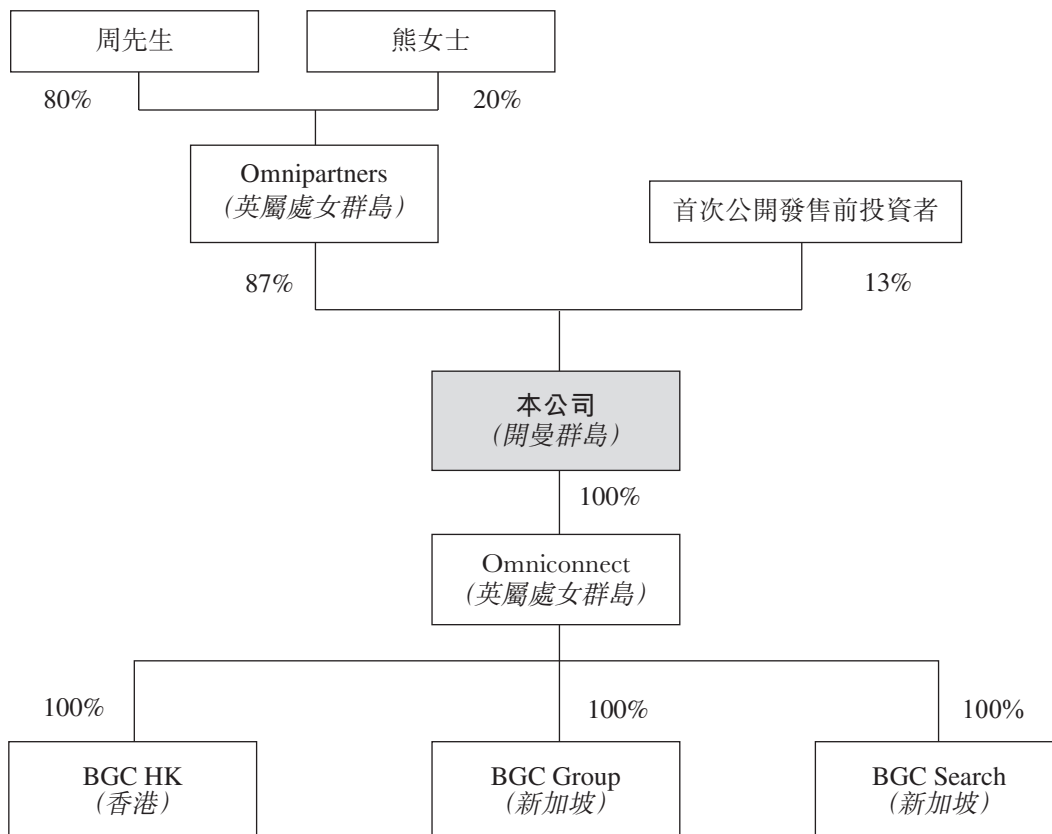 周先生
熊女士
80%
20%
Omnipartners
(英屬處女群島)
首次公開發售前投資者
87%
13%
本公司
(開曼群島)
100%
Omniconnect
(英屬處女群島)
100%
100%
100%
BGC HK
(香港)
BGC Group
(新加坡)
BGC Search
(新加坡)